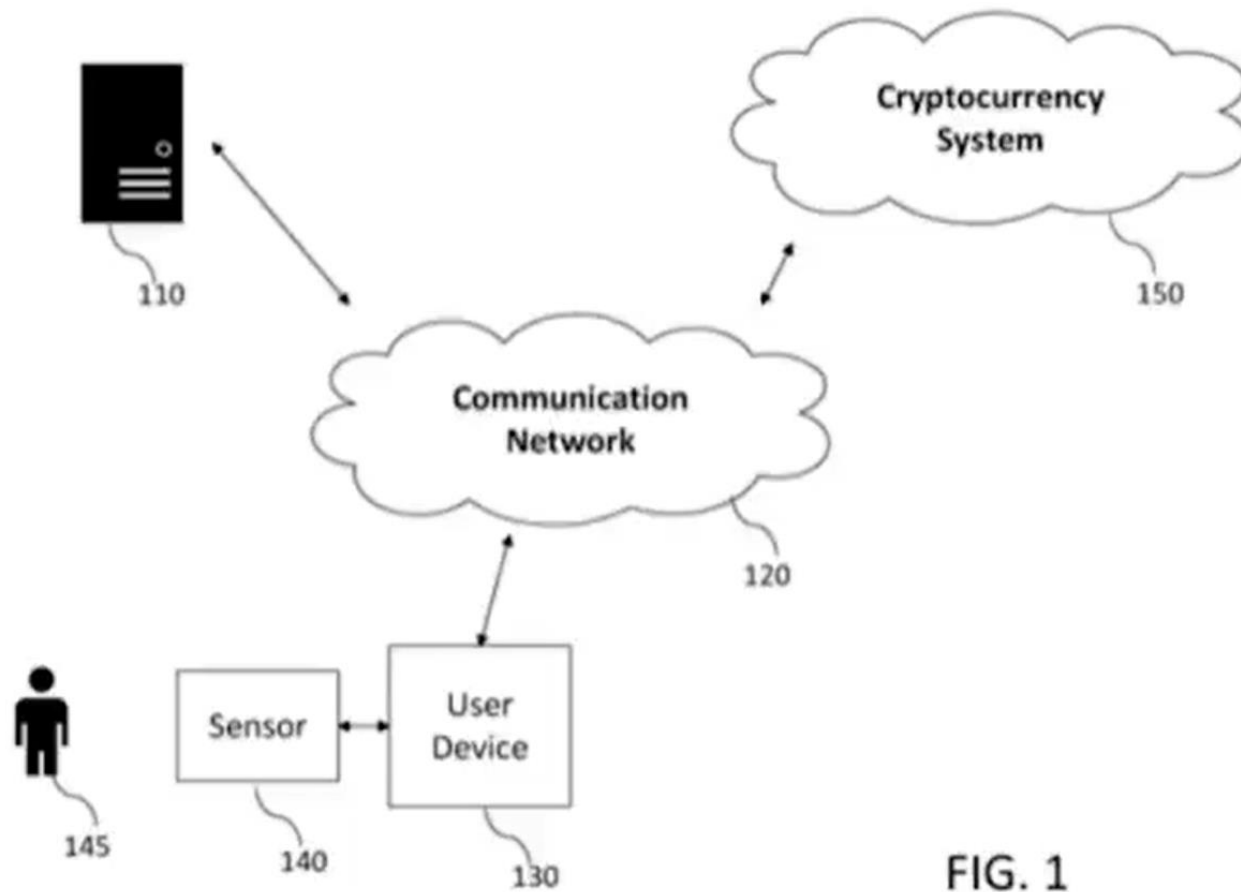 Cryptocurrency
System
110
150
Communication
Network
120
Sensor
User
Device
145
140
130
FIG. 1